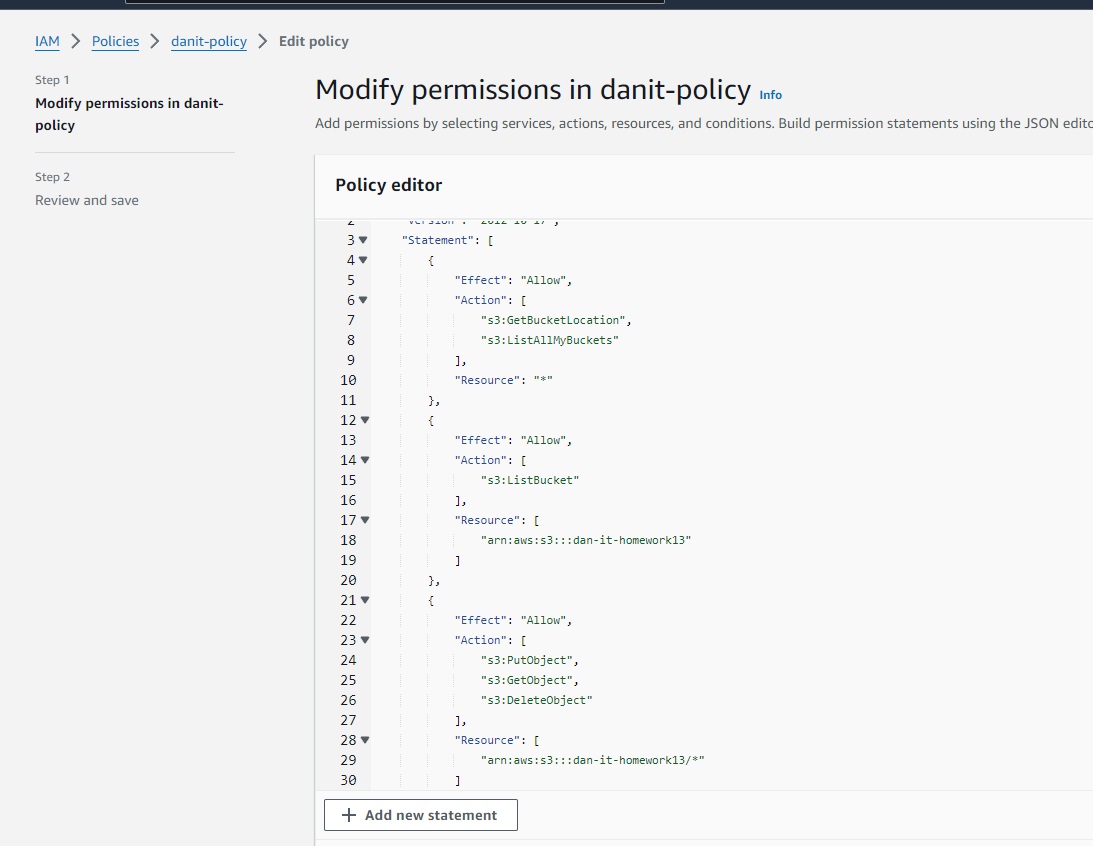 IAM > Policies > danit-policy > Edit policy
Step 1
Modify permissions in danit-
policy
Step 2
Review and save
Modify permissions in danit-policy Info
Add permissions by selecting services, actions, resources, and conditions. Build permission statements using the JSON edito
Policy editor
2 "Version": "2012-10-17",
3 "Statement": [
4 {
5 "Effect": "Allow",
6 "Action": [
7 "s3:GetBucketLocation",
8 "s3:ListAllMyBuckets"
9 ],
10 "Resource": "*"
11 },
12 {
13 "Effect": "Allow",
14 "Action": [
15 "s3:ListBucket"
16 ],
17 "Resource": [
18 "arn:aws:s3:::dan-it-homework13"
19 ]
20 },
21 {
22 "Effect": "Allow",
23 "Action": [
24 "s3:PutObject",
25 "s3:GetObject",
26 "s3:DeleteObject"
27 ],
28 "Resource": [
29 "arn:aws:s3:::dan-it-homework13/*"
30 ]
+ Add new statement